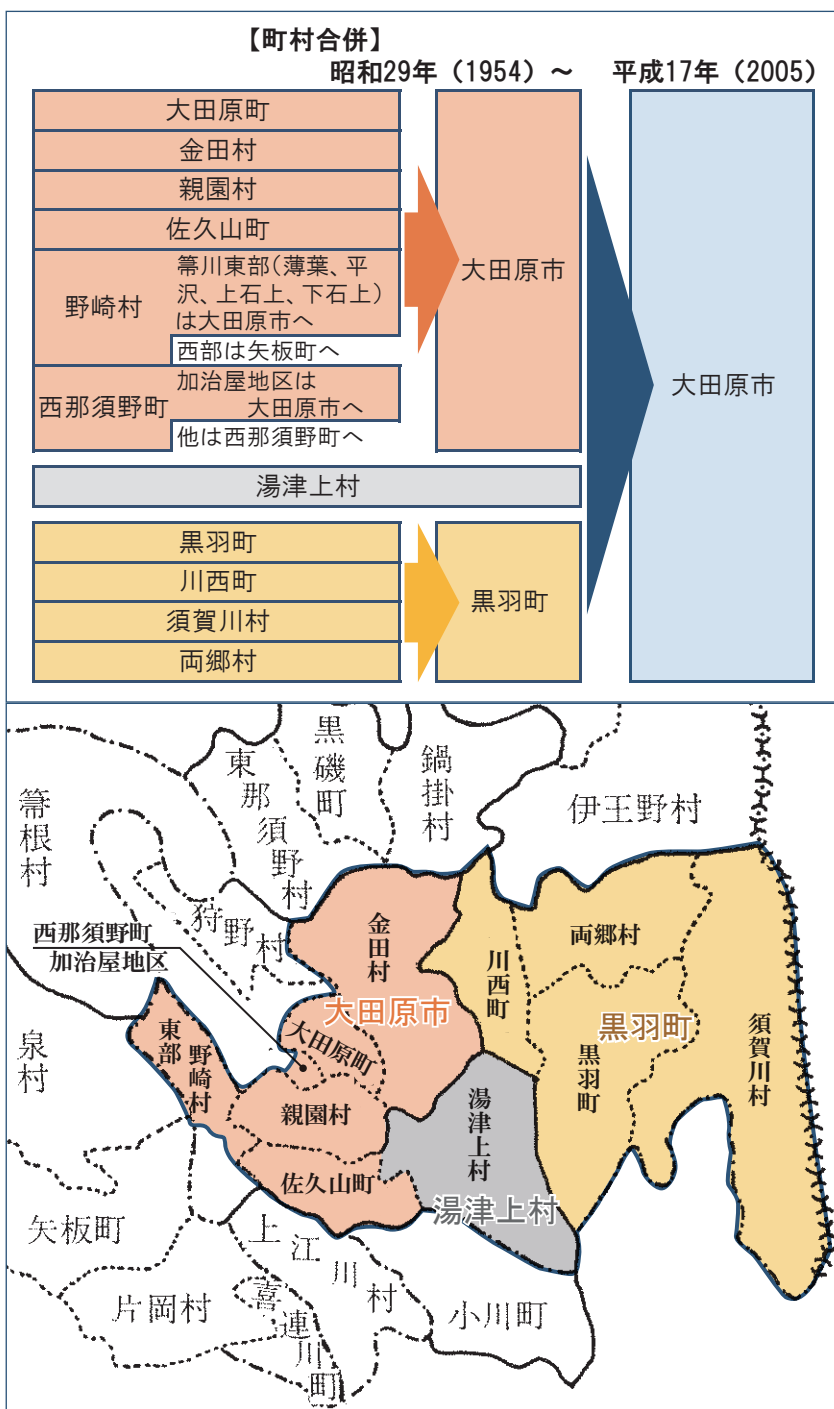 【町村合併】
昭和29年（1954）～
平成17年（2005）
大田原町
金田村
親園村
佐久山町
野崎村
箒川東部（薄葉、平
沢、上石上、下石上）
は大田原市へ
西部は矢板町へ
西那須野町
加治屋地区は
大田原市へ
他は西那須野町へ
大田原市
湯津上村
黒羽町
川西町
須賀川村
両郷村
黒羽町
大田原市
箒根村
東那須野村
黒磯町
鍋掛村
伊王野村
狩野村
西那須野町
加治屋地区
金田村
川西町
両郷村
大田原市
黒羽町
須賀川村
泉村
東部
野崎村
大田原町
親園村
湯津上村
黒羽町
佐久山町
湯津上村
矢板町
上江川村
片岡村
喜連川町
小川町